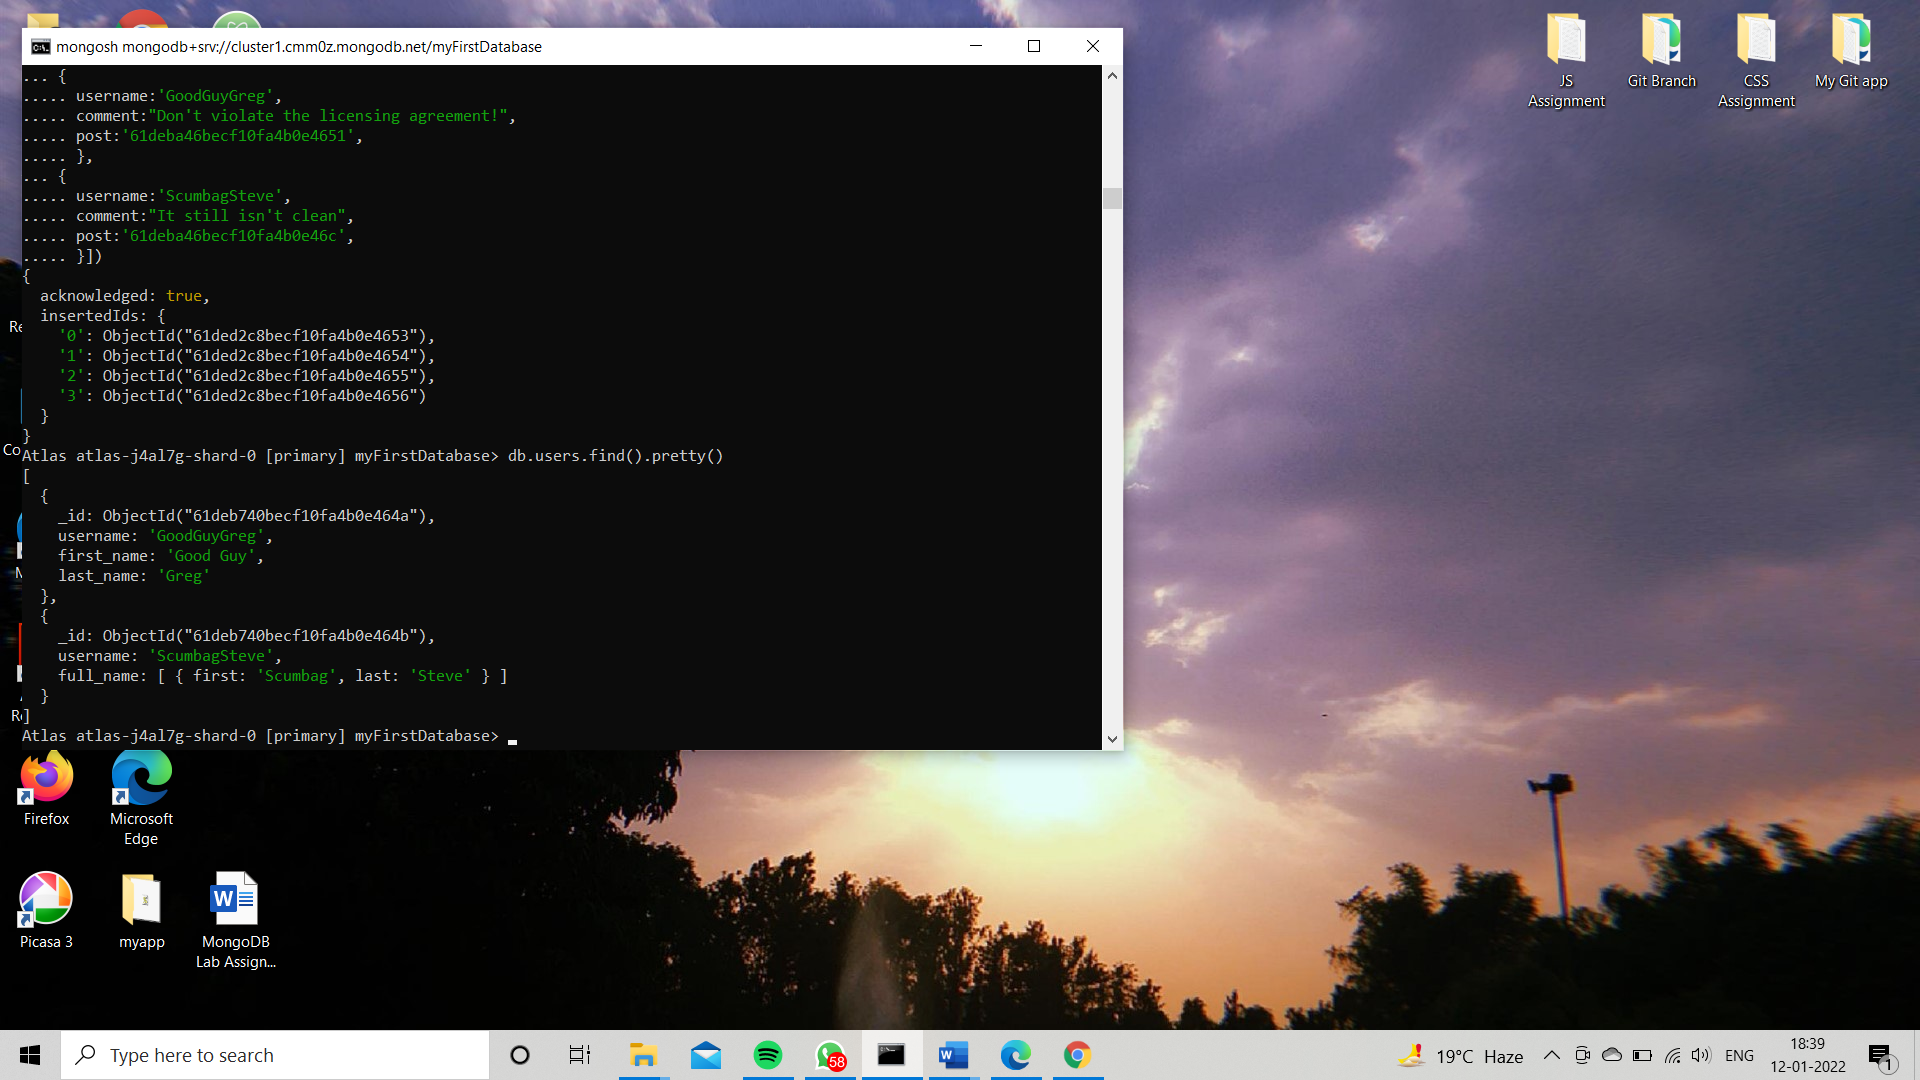 mongosh mongodb+srv://cluster1.cmm0z.mongodb.net/myFirstDatabase
... {
..... username:'GoodGuyGreg',
..... comment:"Don't violate the licensing agreement!",
..... post:'61deba46becf10fa4b0e4651',
..... },
... {
..... username:'ScumbagSteve',
..... comment:"It still isn't clean",
..... post:'61deba46becf10fa4b0e46c',
..... }])
{
acknowledged: true,
insertedIds: {
'0': ObjectId("61ded2c8becf10fa4b0e4653"),
'1': ObjectId("61ded2c8becf10fa4b0e4654"),
'2': ObjectId("61ded2c8becf10fa4b0e4655"),
'3': ObjectId("61ded2c8becf10fa4b0e4656")
}
}
Atlas atlas-j4al7g-shard-0 [primary] myFirstDatabase> db.users.find().pretty()
[
{
_id: ObjectId("61deb740becf10fa4b0e464a"),
username: 'GoodGuyGreg',
first_name: 'Good Guy',
last_name: 'Greg'
},
{
_id: ObjectId("61deb740becf10fa4b0e464b"),
username: 'ScumbagSteve',
full_name: [ { first: 'Scumbag', last: 'Steve' } ]
}
]
Atlas atlas-j4al7g-shard-0 [primary] myFirstDatabase>
JS
Assignment
Git Branch
CSS
Assignment
My Git app
Firefox
Microsoft
Edge
Picasa 3
myapp
MongoDB
Lab Assign...
Type here to search
58
19°C Haze
ENG
18:39
12-01-2022
1